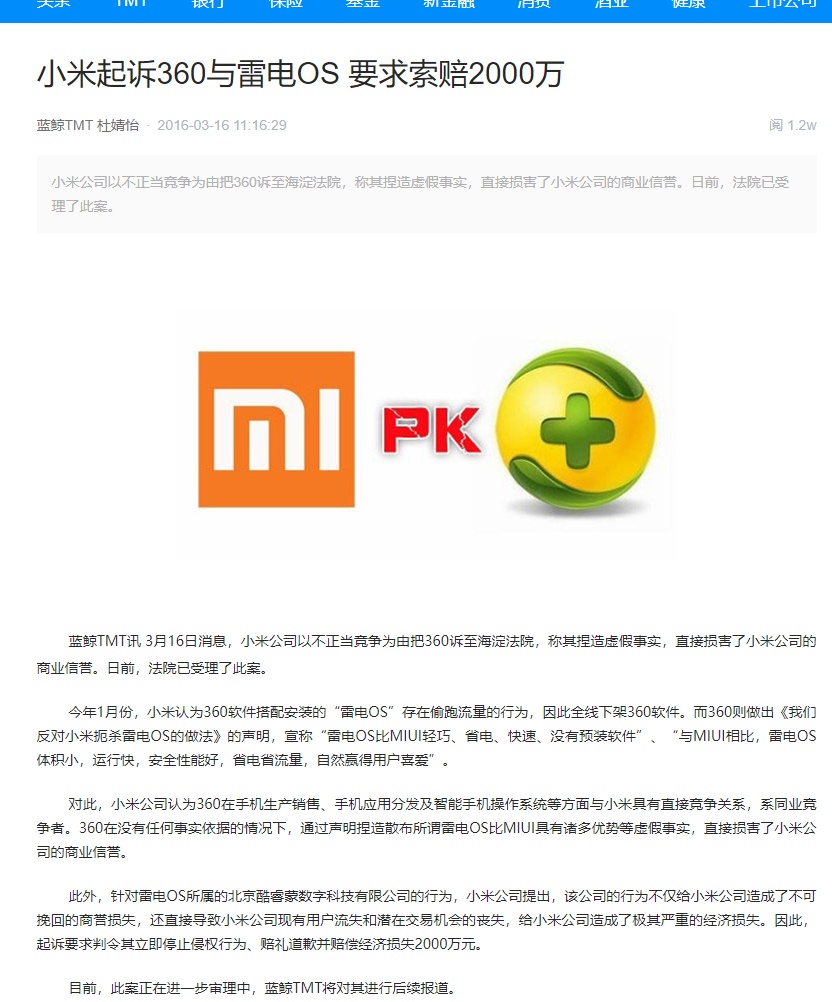 头条 TMT 银行 保险 基金 新金融 消费 酒业 健康 上市公司
小米起诉360与雷电OS 要求索赔2000万
蓝鲸TMT 杜婧怡 · 2016-03-16 11:16:29 阅 1.2w
小米公司以不正当竞争为由把360诉至海淀法院，称其捏造虚假事实，直接损害了小米公司的商业信誉。日前，法院已受
理了此案。
MI PK
蓝鲸TMT讯 3月16日消息，小米公司以不正当竞争为由把360诉至海淀法院，称其捏造虚假事实，直接损害了小米公司的
商业信誉。日前，法院已受理了此案。
今年1月份，小米认为360软件搭配安装的“雷电OS”存在偷跑流量的行为，因此全线下架360软件。而360则做出《我们
反对小米扼杀雷电OS的做法》的声明，宣称“雷电OS比MIUI轻巧、省电、快速、没有预装软件”、“与MIUI相比，雷电OS
体积小，运行快，安全性能好，省电省流量，自然赢得用户喜爱”。
对此，小米公司认为360在手机生产销售、手机应用分发及智能手机操作系统等方面与小米具有直接竞争关系，系同业竞
争者。360在没有任何事实依据的情况下，通过声明捏造散布所谓雷电OS比MIUI具有诸多优势等虚假事实，直接损害了小米公
司的商业信誉。
此外，针对雷电OS所属的北京酷睿蒙数字科技有限公司的行为，小米公司提出，该公司的行为不仅给小米公司造成了不可
挽回的商誉损失，还直接导致小米公司现有用户流失和潜在交易机会的丧失，给小米公司造成了极其严重的经济损失。因此，
起诉要求判令其立即停止侵权行为、赔礼道歉并赔偿经济损失2000万元。
目前，此案正在进一步审理中，蓝鲸TMT将对其进行后续报道。